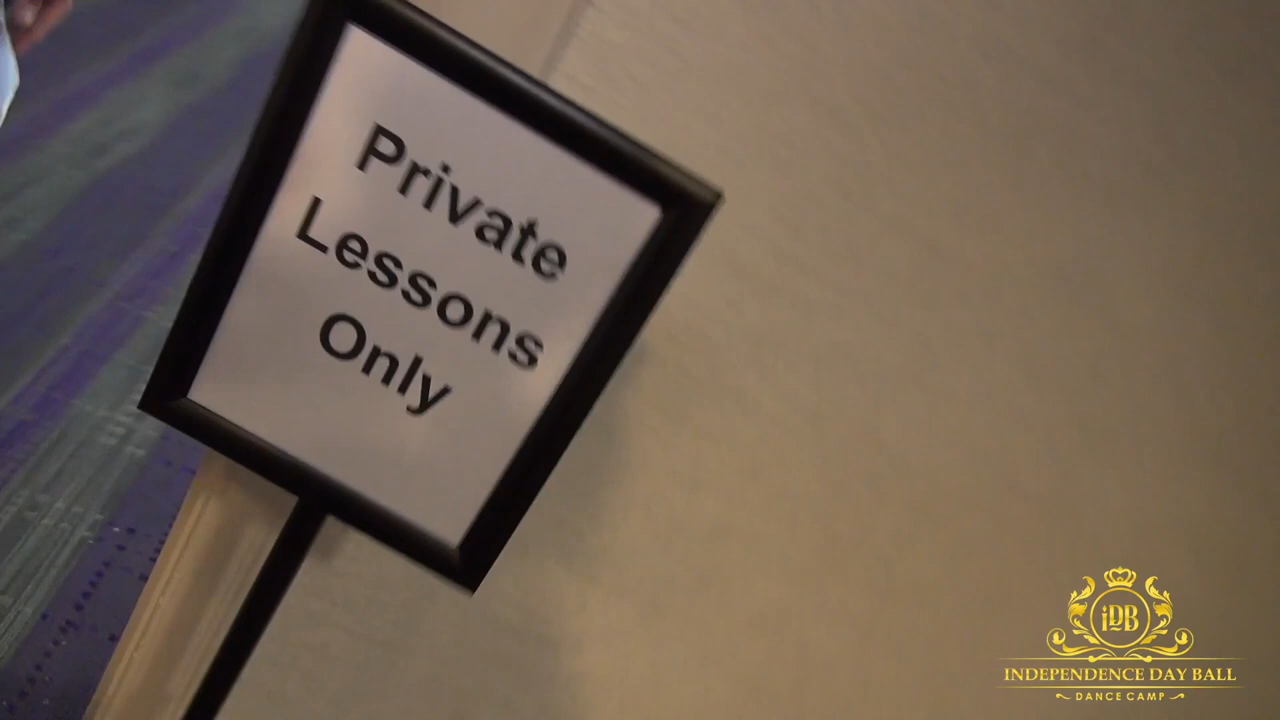 Private
Lessons
Only
iDB
INDEPENDENCE DAY BALL
DANCE CAMP